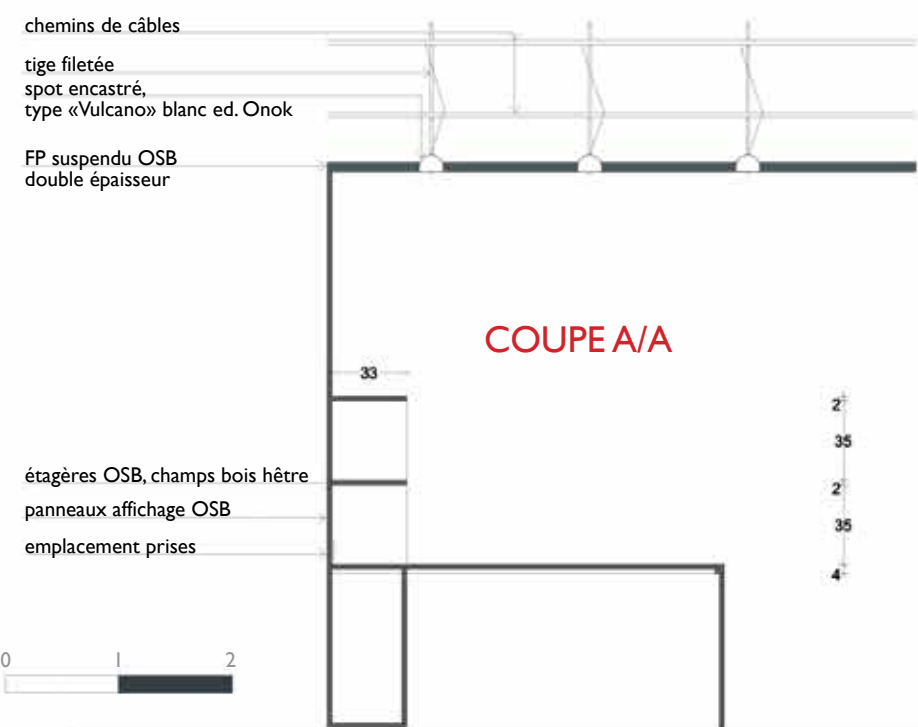 chemins de câbles
tige filetée
spot encastré,
type «Vulcano» blanc ed. Onok
FP suspendu OSB
double épaisseur
COUPE A/A
33
2
35
2
35
4
étagères OSB, champs bois hêtre
panneaux affichage OSB
emplacement prises
0 1 2